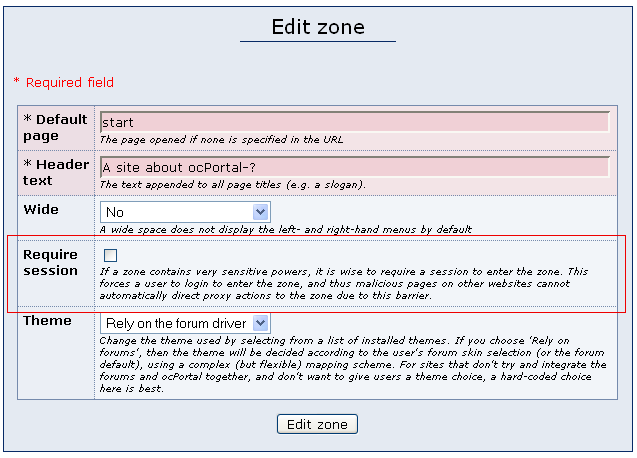 Edit zone
* Required field
* Default
page
start
The page opened if none is specified in the URL
* Header
text
A site about ocPortal-?
The text appended to all page titles (e.g. a slogan).
Wide
No
A wide space does not display the left- and right-hand menus by default
Require
session
If a zone contains very sensitive powers, it is wise to require a session to enter the zone. This
forces a user to login to enter the zone, and thus malicious pages on other websites cannot
automatically direct proxy actions to the zone due to this barrier.
Theme
Rely on the forum driver
Change the theme used by selecting from a list of installed themes. If you choose 'Rely on
forums', then the theme will be decided according to the user's forum skin selection (or the forum
default), using a complex (but flexible) mapping scheme. For sites that don't try and integrate the
forums and ocPortal together, and don't want to give users a theme choice, a hard-coded choice
here is best.
Edit zone